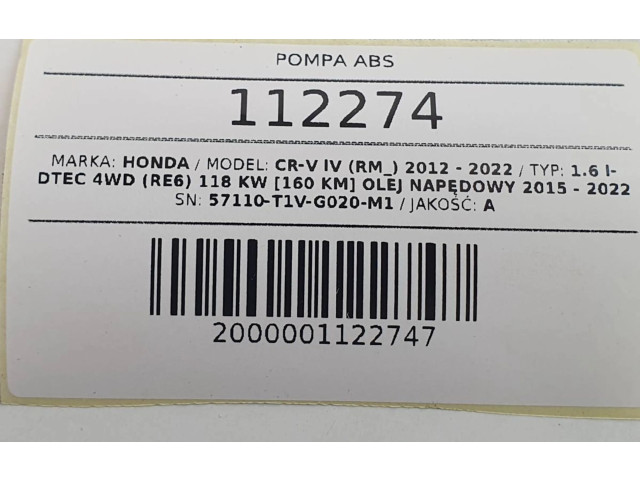 POMPA ABS
112274
MARKA: HONDA / MODEL: CR-V IV (RM_) 2012 - 2022 / TYP: 1.6 I-
DTEC 4WD (RE6) 118 KW [160 KM] OLEJ NAPĘDOWY 2015 - 2022
SN: 57110-T1V-G020-M1 / JAKOŚĆ: A
2000001122747